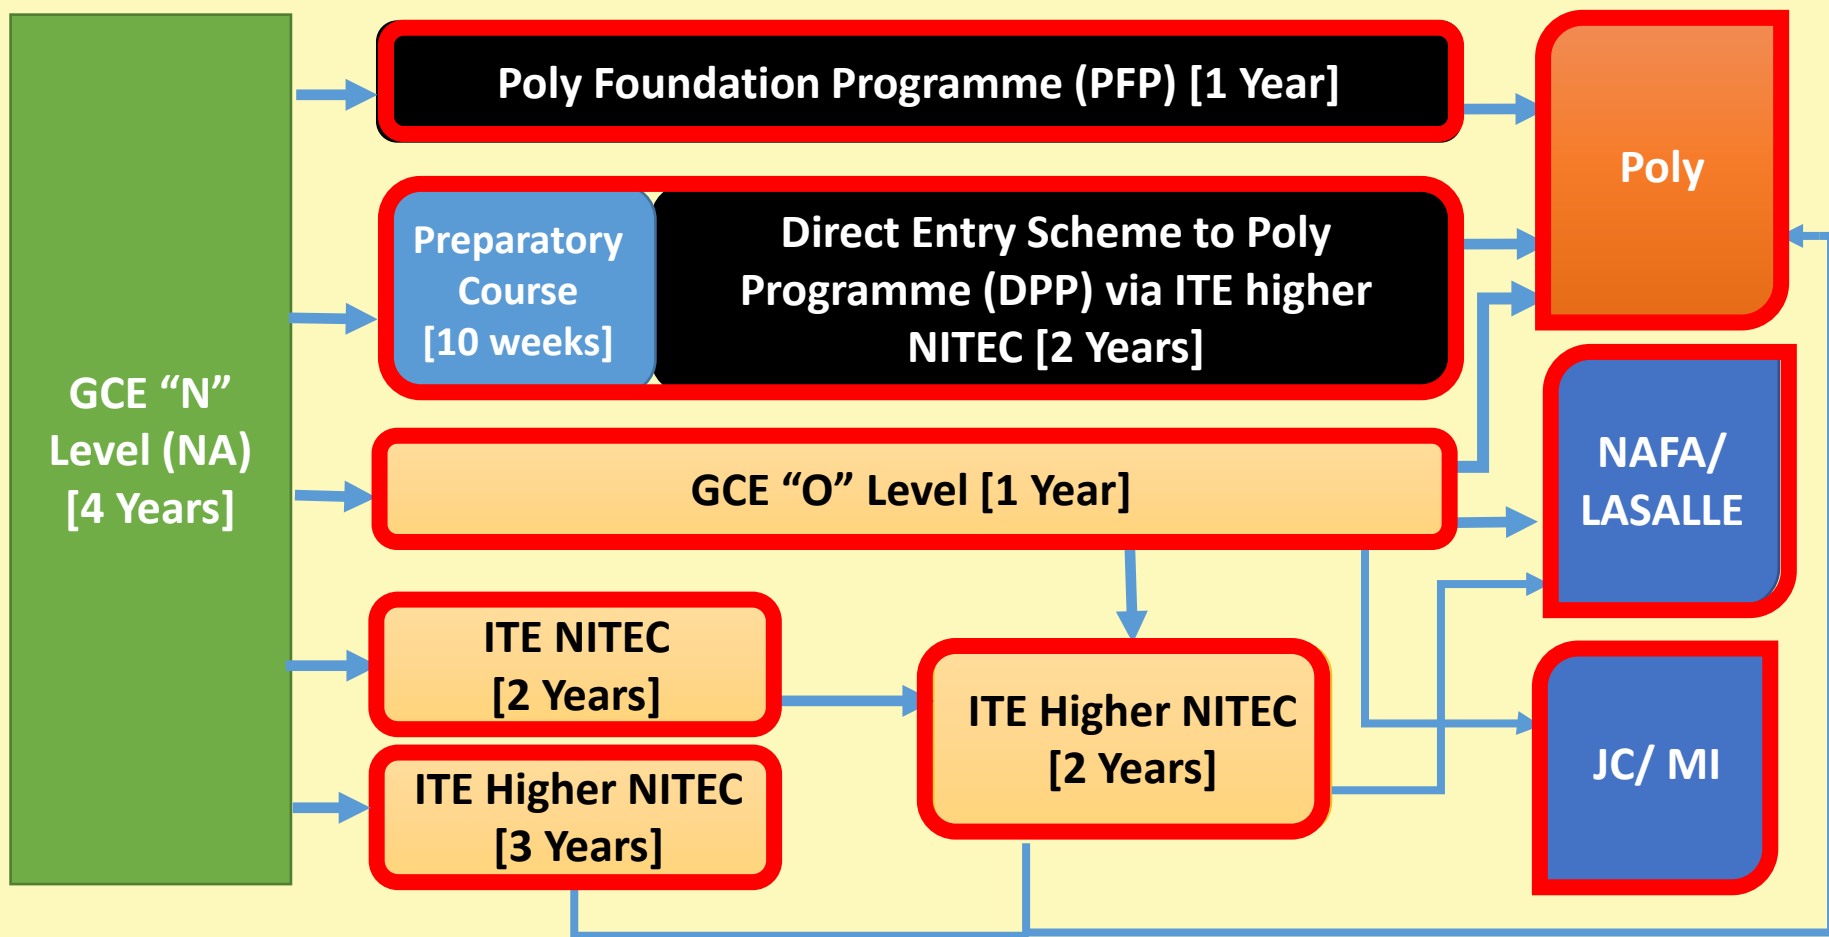 GCE “N”
Level (NA)
[4 Years]
Poly Foundation Programme (PFP) [1 Year]
Preparatory
Course
[10 weeks]
Direct Entry Scheme to Poly
Programme (DPP) via ITE higher
NITEC [2 Years]
GCE “O” Level [1 Year]
ITE NITEC
[2 Years]
ITE Higher NITEC
[3 Years]
ITE Higher NITEC
[2 Years]
Poly
NAFA/
LASALLE
JC/ MI